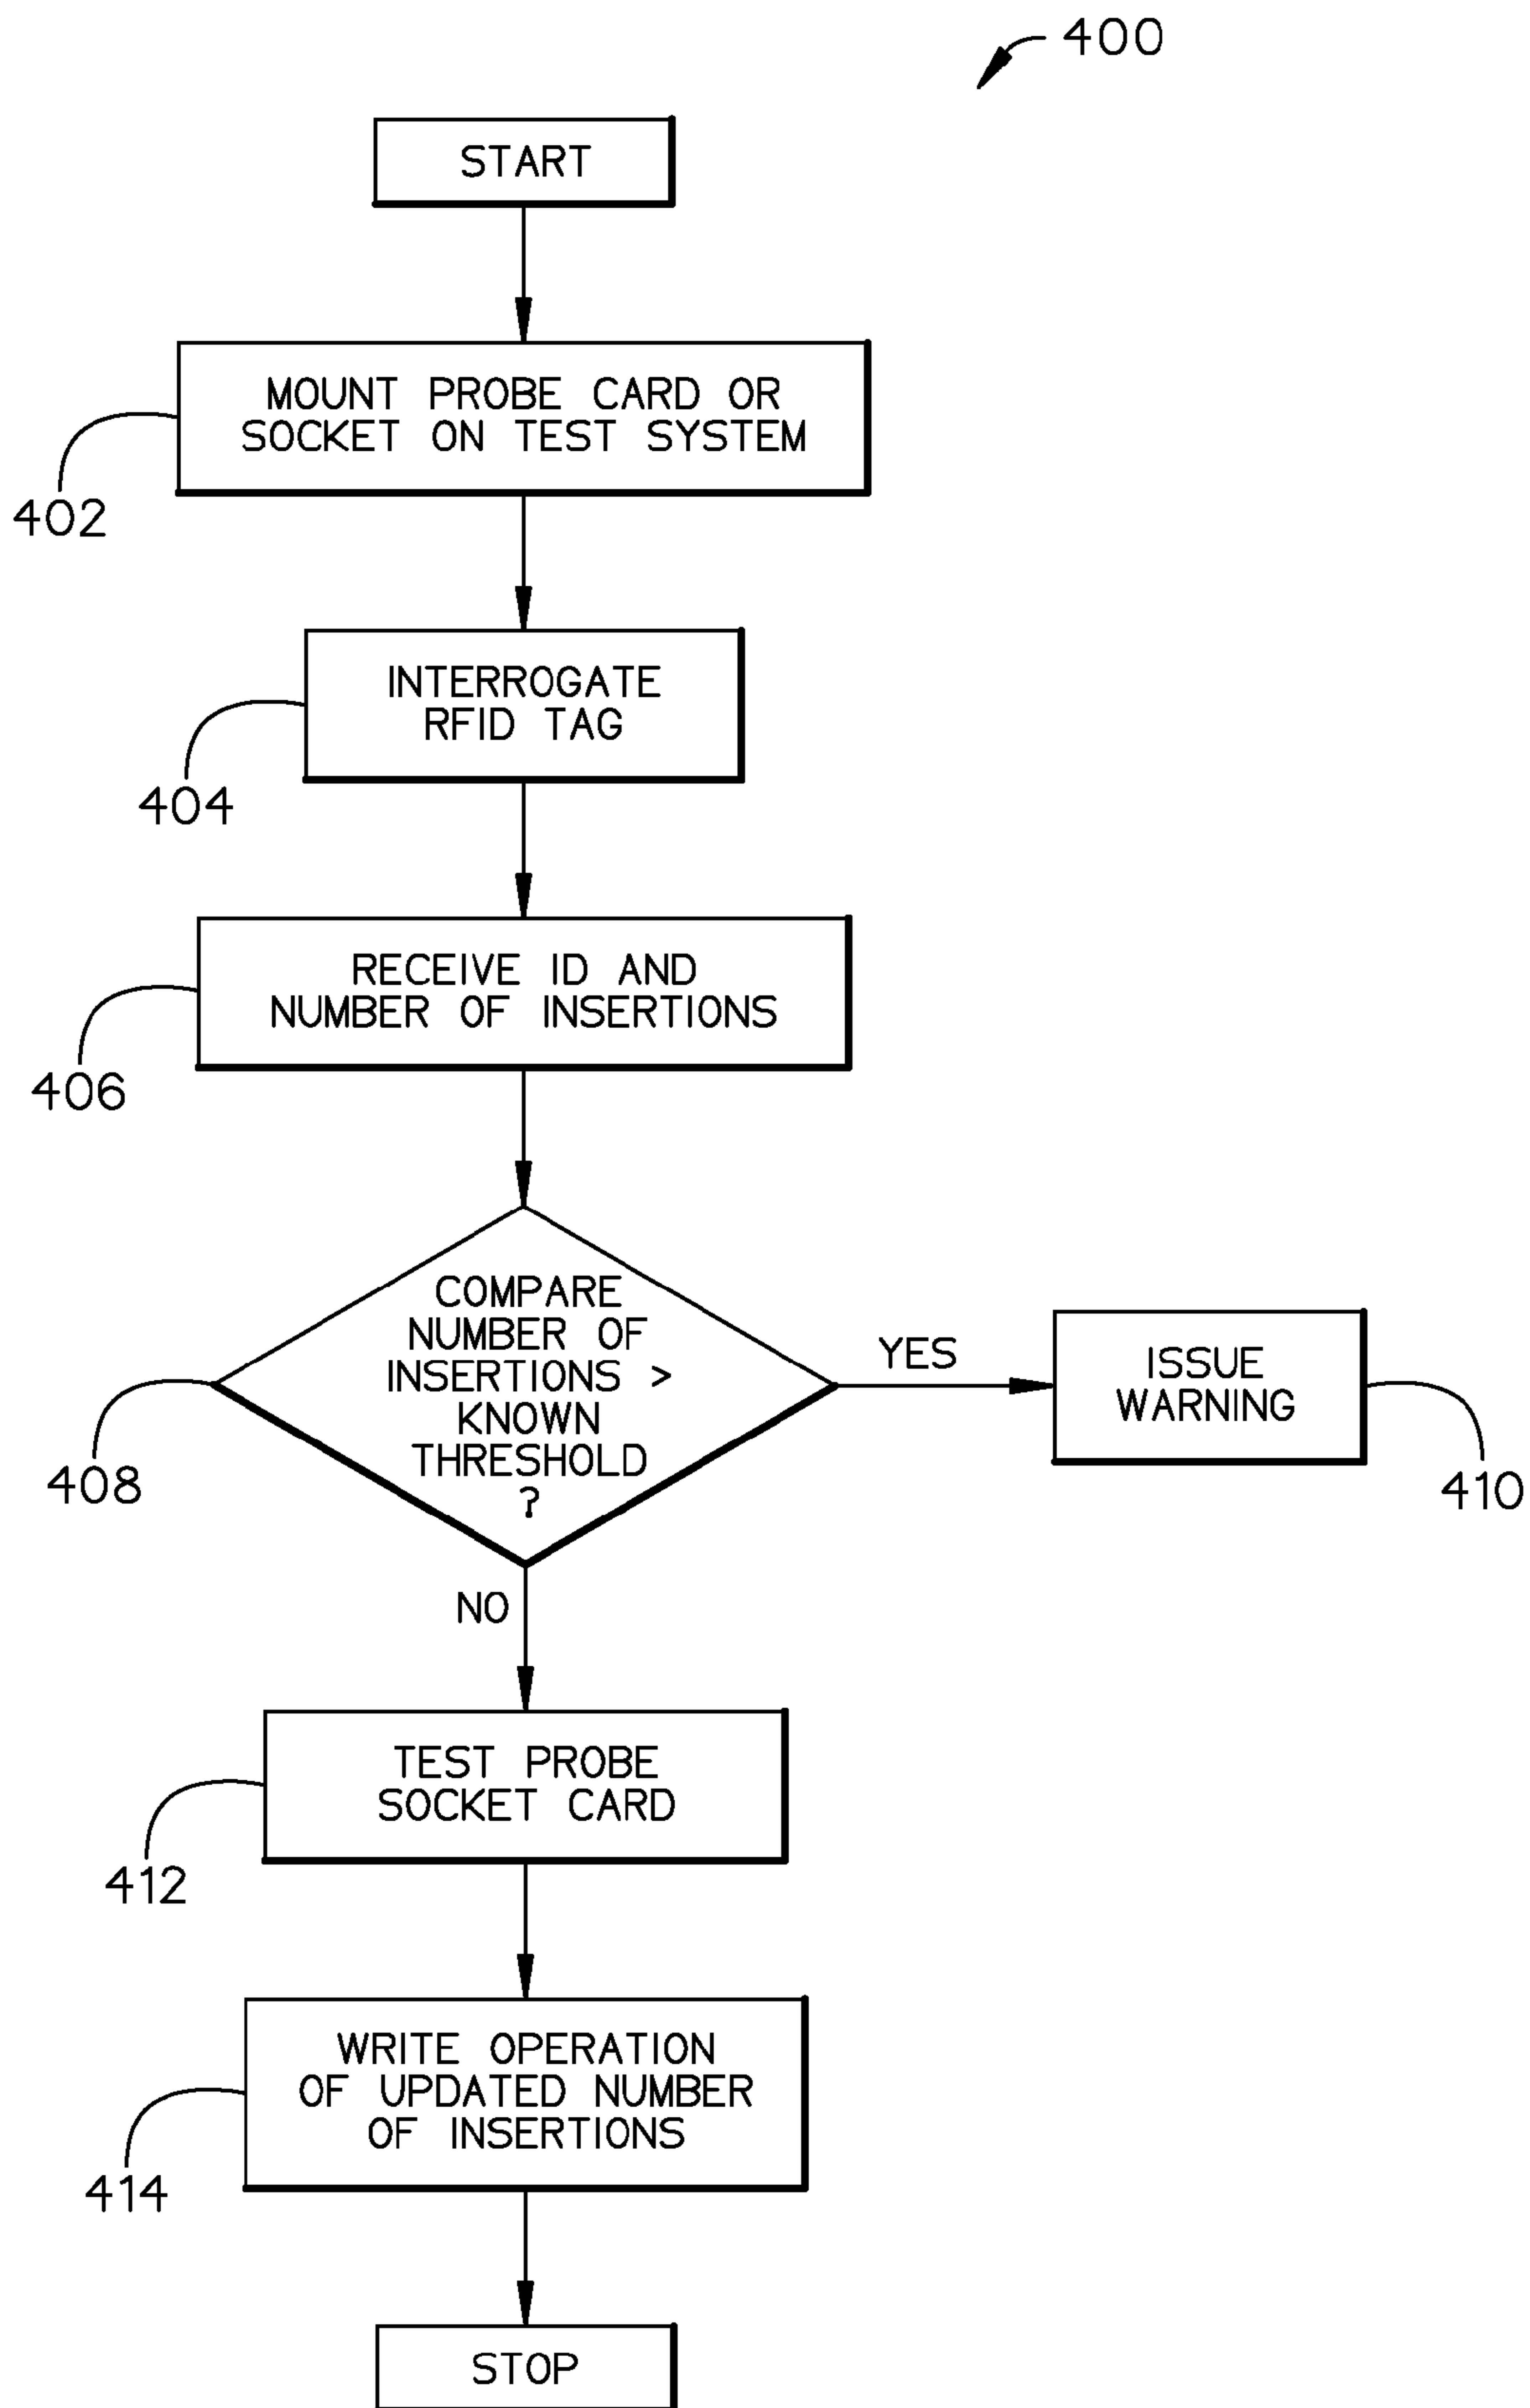 400
START
MOUNT PROBE CARD OR
SOCKET ON TEST SYSTEM
402
INTERROGATE
RFID TAG
404
RECEIVE ID AND
NUMBER OF INSERTIONS
406
COMPARE
NUMBER OF
INSERTIONS >
KNOWN
THRESHOLD
?
408
YES
ISSUE
WARNING
410
NO
TEST PROBE
SOCKET CARD
412
WRITE OPERATION
OF UPDATED NUMBER
OF INSERTIONS
414
STOP